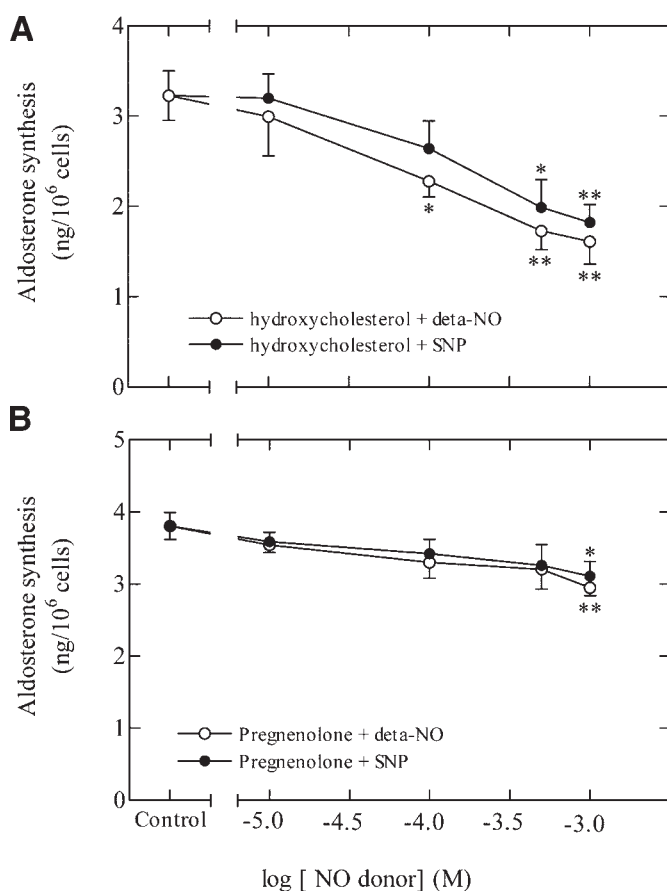 A
Aldosterone synthesis
(ng/10⁶ cells)
4
3
2
1
0
*
*
**
**
**
hydroxycholesterol + deta-NO
hydroxycholesterol + SNP
B
Aldosterone synthesis
(ng/10⁶ cells)
5
4
3
2
1
0
*
**
Pregnenolone + deta-NO
Pregnenolone + SNP
Control -5.0 -4.5 -4.0 -3.5 -3.0
log [ NO donor] (M)